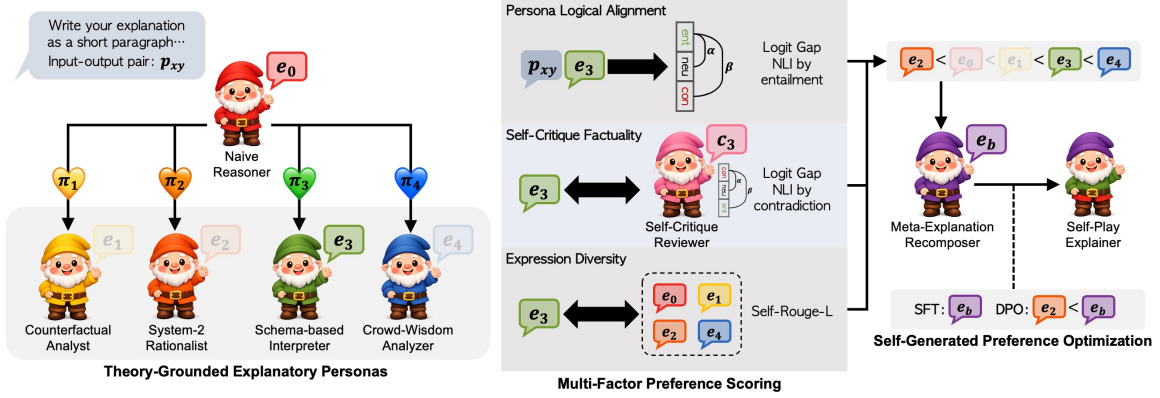 Write your explanation
as a short paragraph…
Input-output pair: p_xy
e_0
Naive
Reasoner
π_1
π_2
π_3
π_4
e_1
e_2
e_3
e_4
Counterfactual
Analyst
System-2
Rationalist
Schema-based
Interpreter
Crowd-Wisdom
Analyzer
Theory-Grounded Explanatory Personas
Persona Logical Alignment
p_xy
e_3
ent
neu
con
α
β
Logit Gap
NLI by
entailment
Self-Critique Factuality
e_3
c_3
Self-Critique
Reviewer
con
neu
ent
α
β
Logit Gap
NLI by
contradiction
Expression Diversity
e_3
e_0
e_1
e_2
e_4
Self-Rouge-L
Multi-Factor Preference Scoring
e_2 < e_0 < e_1 < e_3 < e_4
e_b
Meta-Explanation
Recomposer
Self-Play
Explainer
SFT: e_b DPO: e_2 < e_b
Self-Generated Preference Optimization